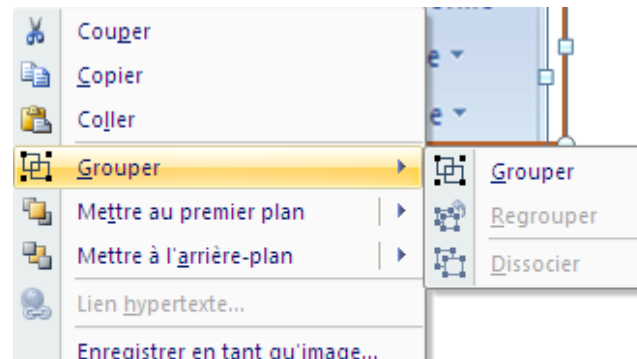 Couper
Copier
Coller
Grouper
Mettre au premier plan
Mettre à l'arrière-plan
Lien hypertexte...
Enregistrer en tant qu'image...
e
e
Grouper
Regrouper
Dissocier